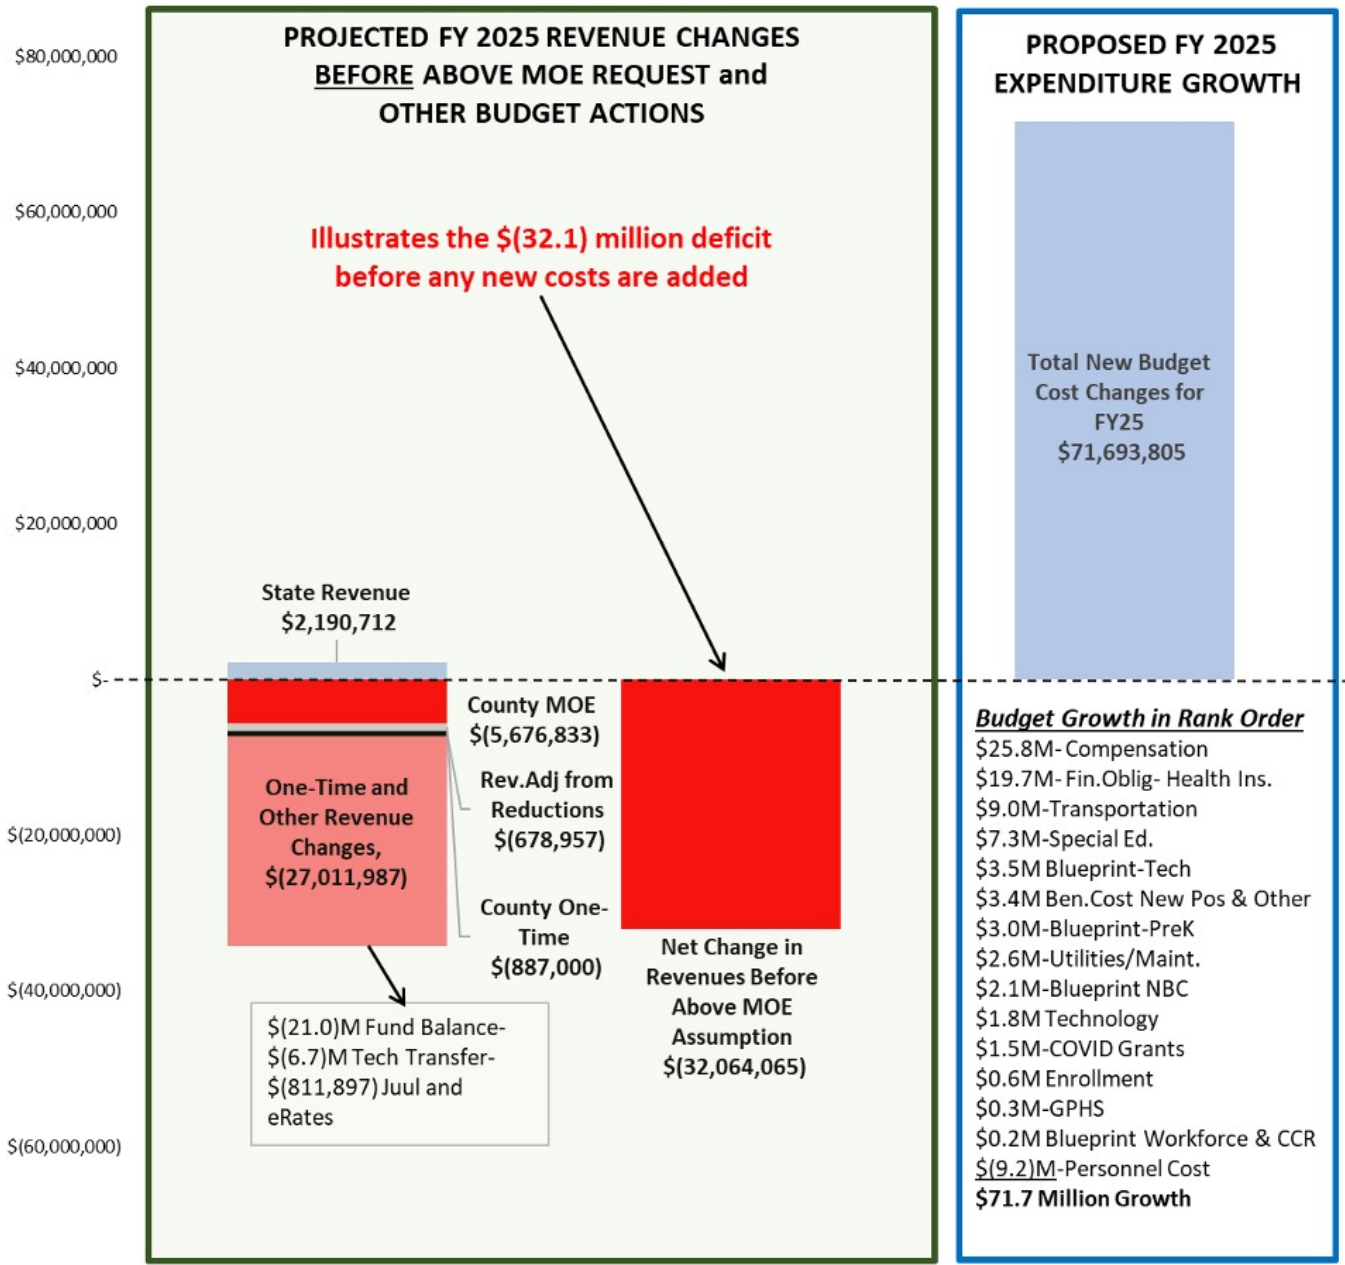 PROJECTED FY 2025 REVENUE CHANGES
BEFORE ABOVE MOE REQUEST and
OTHER BUDGET ACTIONS
PROPOSED FY 2025
EXPENDITURE GROWTH
$80,000,000
$60,000,000
$40,000,000
$20,000,000
$-
$(20,000,000)
$(40,000,000)
$(60,000,000)
Illustrates the $(32.1) million deficit
before any new costs are added
State Revenue
$2,190,712
County MOE
$(5,676,833)
Rev.Adj from
Reductions
$(678,957)
County One-
Time
$(887,000)
One-Time and
Other Revenue
Changes,
$(27,011,987)
$(21.0)M Fund Balance-
$(6.7)M Tech Transfer-
$(811,897) Juul and
eRates
Net Change in
Revenues Before
Above MOE
Assumption
$(32,064,065)
Total New Budget
Cost Changes for
FY25
$71,693,805
Budget Growth in Rank Order
$25.8M- Compensation
$19.7M- Fin.Oblig- Health Ins.
$9.0M-Transportation
$7.3M-Special Ed.
$3.5M Blueprint-Tech
$3.4M Ben.Cost New Pos & Other
$3.0M-Blueprint-PreK
$2.6M-Utilities/Maint.
$2.1M-Blueprint NBC
$1.8M Technology
$1.5M-COVID Grants
$0.6M Enrollment
$0.3M-GPHS
$0.2M Blueprint Workforce & CCR
$(9.2)M-Personnel Cost
$71.7 Million Growth